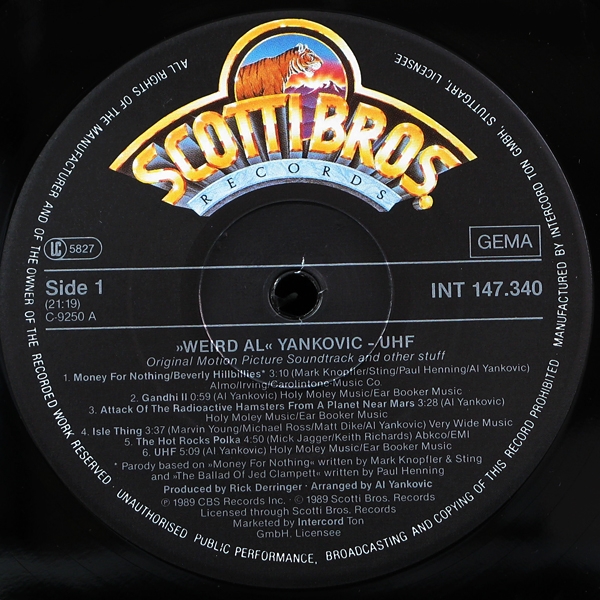 SCOTTI BROS.
RECORDS
LC 5827
GEMA
Side 1
(21:19)
C-9250 A
INT 147.340
»WEIRD AL« YANKOVIC - UHF
Original Motion Picture Soundtrack and other stuff
1. Money For Nothing/Beverly Hillbillies* 3:10 (Mark Knopfler/Sting/Paul Henning/Al Yankovic)
Almo/Irving/Carolintone-Music Co.
2. Gandhi II 0:59 (Al Yankovic) Holy Moley Music/Ear Booker Music
3. Attack Of The Radioactive Hamsters From A Planet Near Mars 3:28 (Al Yankovic)
Holy Moley Music/Ear Booker Music
4. Isle Thing 3:37 (Marvin Young/Michael Ross/Matt Dike/Al Yankovic) Very Wide Music
5. The Hot Rocks Polka 4:50 (Mick Jagger/Keith Richards) Abkco/EMI
6. UHF 5:09 (Al Yankovic) Holy Moley Music/Ear Booker Music
* Parody based on »Money For Nothing« written by Mark Knopfler & Sting
and »The Ballad Of Jed Clampett« written by Paul Henning
Produced by Rick Derringer · Arranged by Al Yankovic
℗ 1989 CBS Records Inc. · © 1989 Scotti Bros. Records
Licensed through Scotti Bros. Records
Marketed by Intercord Ton
GmbH, Licensee
ALL RIGHTS OF THE MANUFACTURER AND OF THE OWNER OF THE RECORDED WORK RESERVED · UNAUTHORISED PUBLIC PERFORMANCE, BROADCASTING AND COPYING OF THIS RECORD PROHIBITED
MANUFACTURED BY INTERCORD TON GMBH, STUTTGART, LICENSEE.